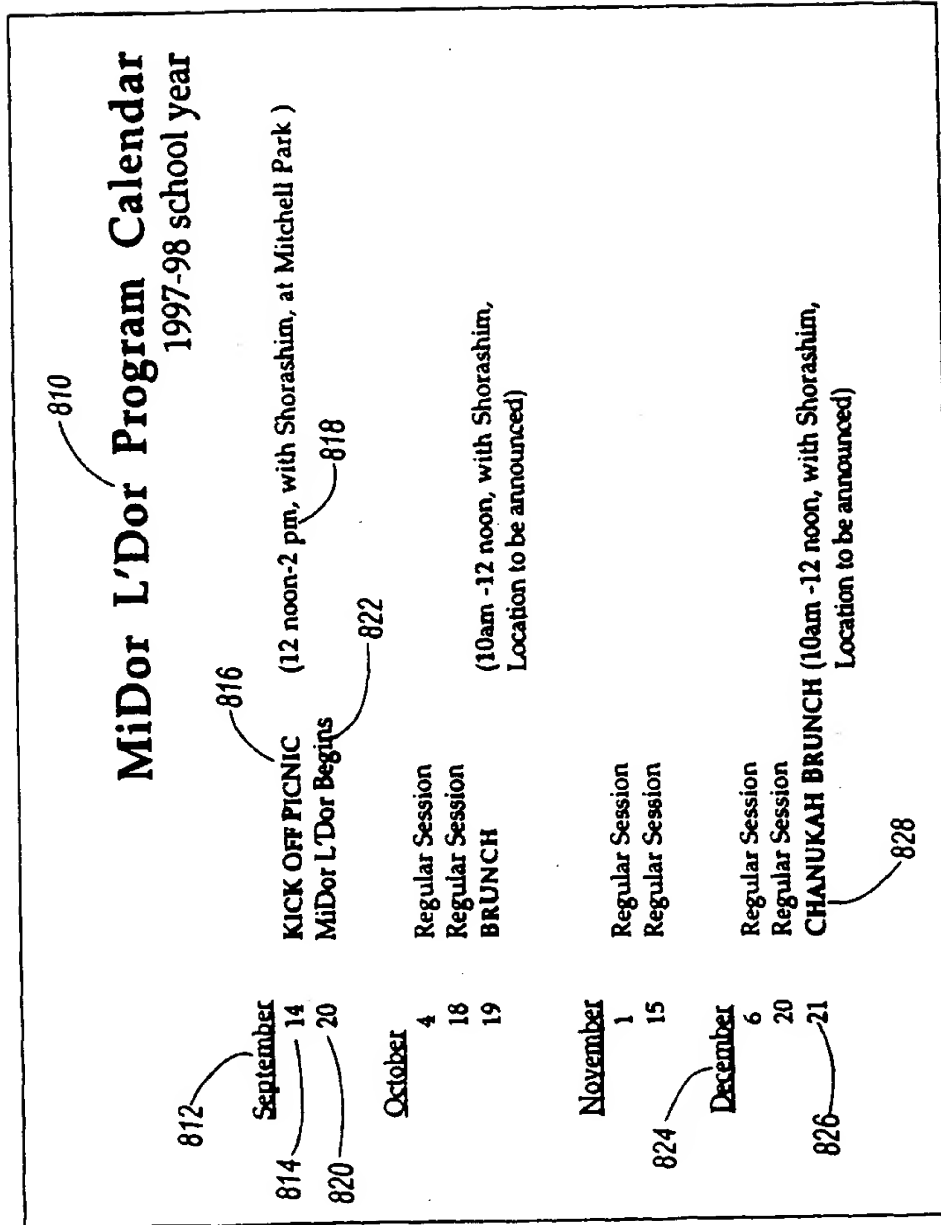 810
MiDor L'Dor Program Calendar
1997-98 school year
812
September
816
814
14 KICK OFF PICNIC (12 noon-2 pm, with Shorashim, at Mitchell Park )
818
820
20 MiDor L'Dor Begins
822
October
4 Regular Session
18 Regular Session
19 BRUNCH (10am -12 noon, with Shorashim,
Location to be announced)
November
1 Regular Session
15 Regular Session
824
December
6 Regular Session
20 Regular Session
826
21 CHANUKAH BRUNCH (10am -12 noon, with Shorashim,
Location to be announced)
828